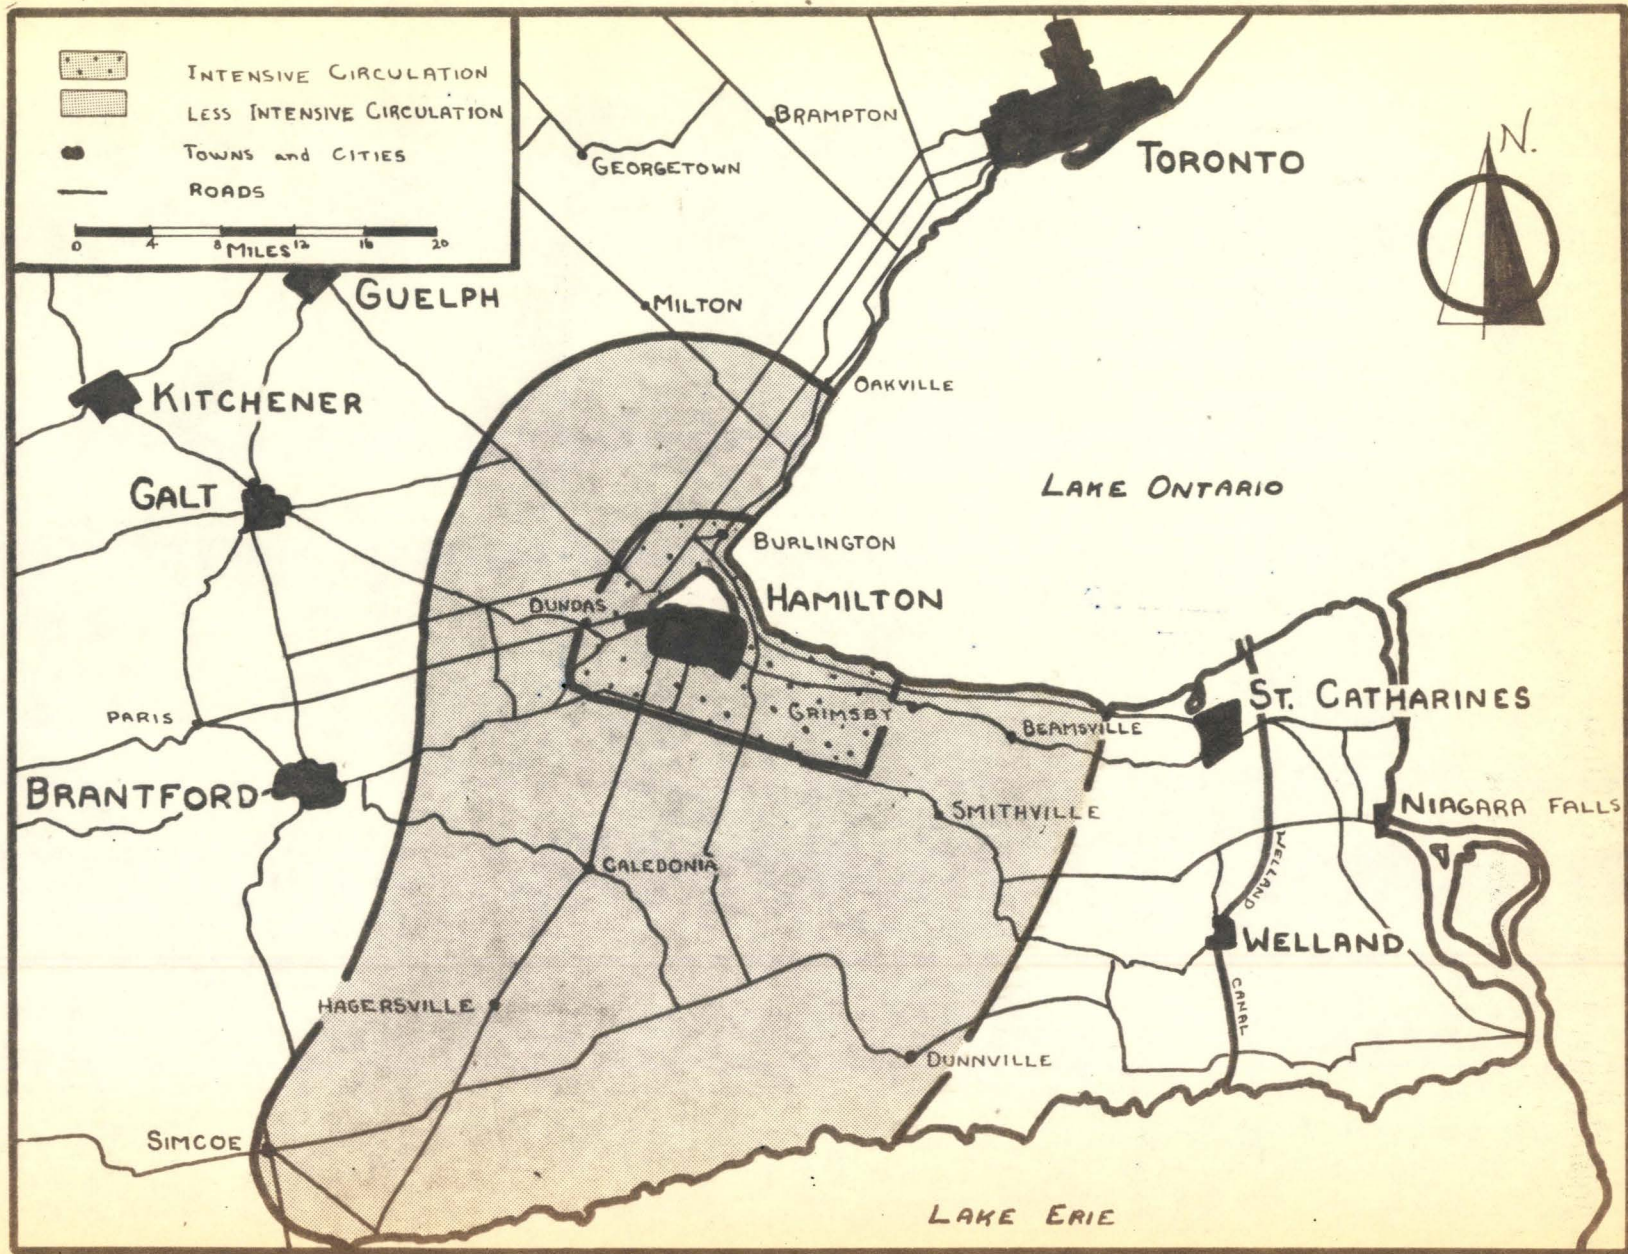 INTENSIVE CIRCULATION
LESS INTENSIVE CIRCULATION
TOWNS and CITIES
ROADS
0 4 8 12 16 20
MILES
N.
BRAMPTON
GEORGETOWN
TORONTO
GUELPH
MILTON
KITCHENER
OAKVILLE
GALT
LAKE ONTARIO
BURLINGTON
DUNDAS
HAMILTON
PARIS
GRIMSBY
ST. CATHARINES
BEAMSVILLE
BRANTFORD
SMITHVILLE
NIAGARA FALLS
CALEDONIA
WELLAND
WELLAND
CANAL
HAGERSVILLE
DUNNVILLE
SIMCOE
LAKE ERIE